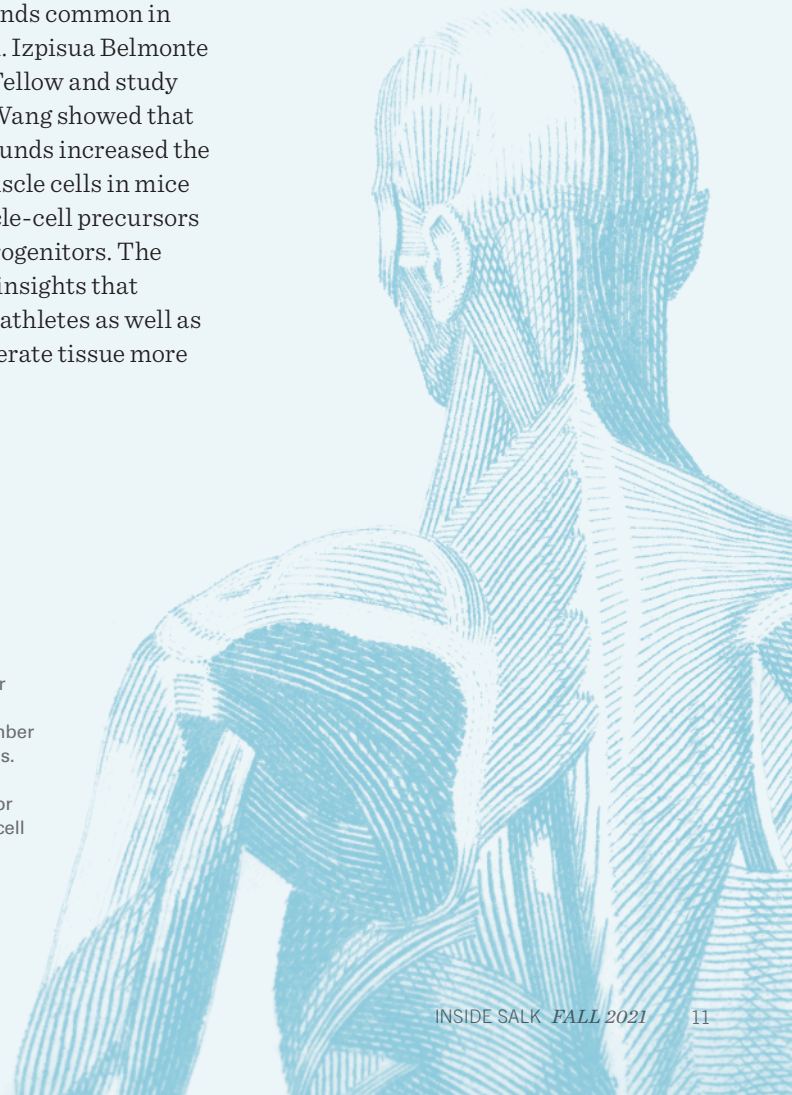 nds common in
. Izpisua Belmonte
Fellow and study
Wang showed that
unds increased the
scle cells in mice
cle-cell precursors
rogenitors. The
insights that
athletes as well as
erate tissue more
r
mber
s.
or
cell
INSIDE SALK FALL 2021 11